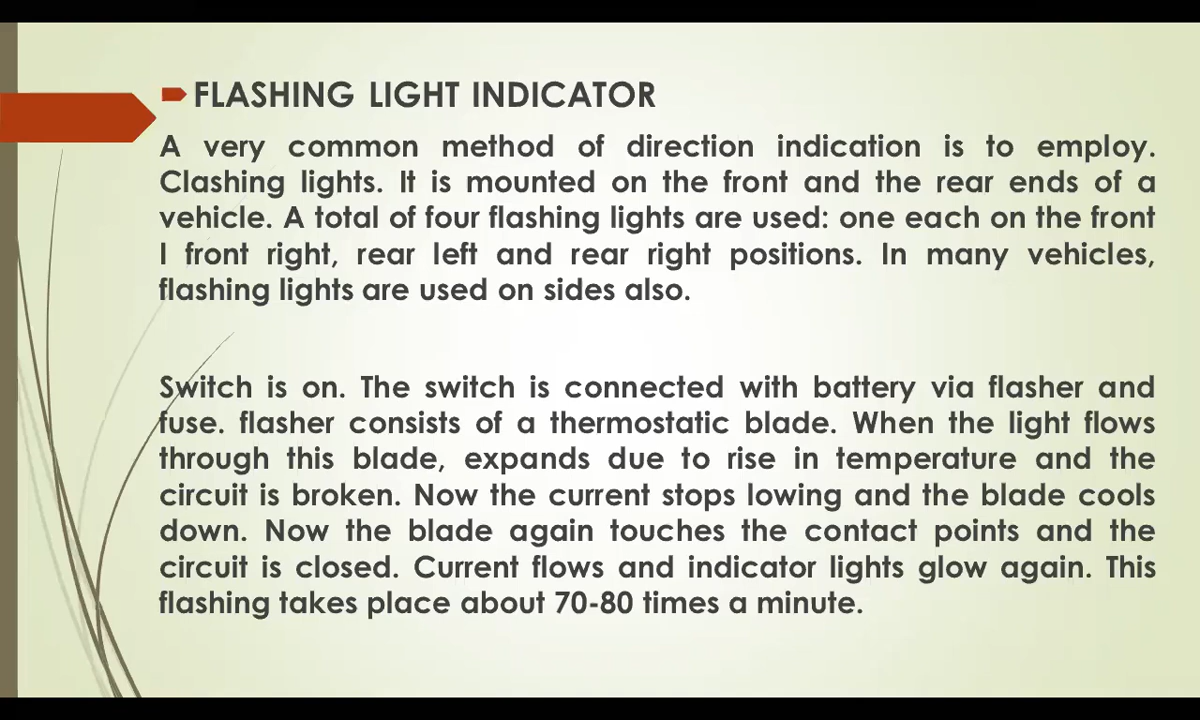 FLASHING LIGHT INDICATOR
A very common method of direction indication is to employ.
Clashing lights. It is mounted on the front and the rear ends of a
vehicle. A total of four flashing lights are used: one each on the front
l front right, rear left and rear right positions. In many vehicles,
flashing lights are used on sides also.
Switch is on. The switch is connected with battery via flasher and
fuse. flasher consists of a thermostatic blade. When the light flows
through this blade, expands due to rise in temperature and the
circuit is broken. Now the current stops lowing and the blade cools
down. Now the blade again touches the contact points and the
circuit is closed. Current flows and indicator lights glow again. This
flashing takes place about 70-80 times a minute.